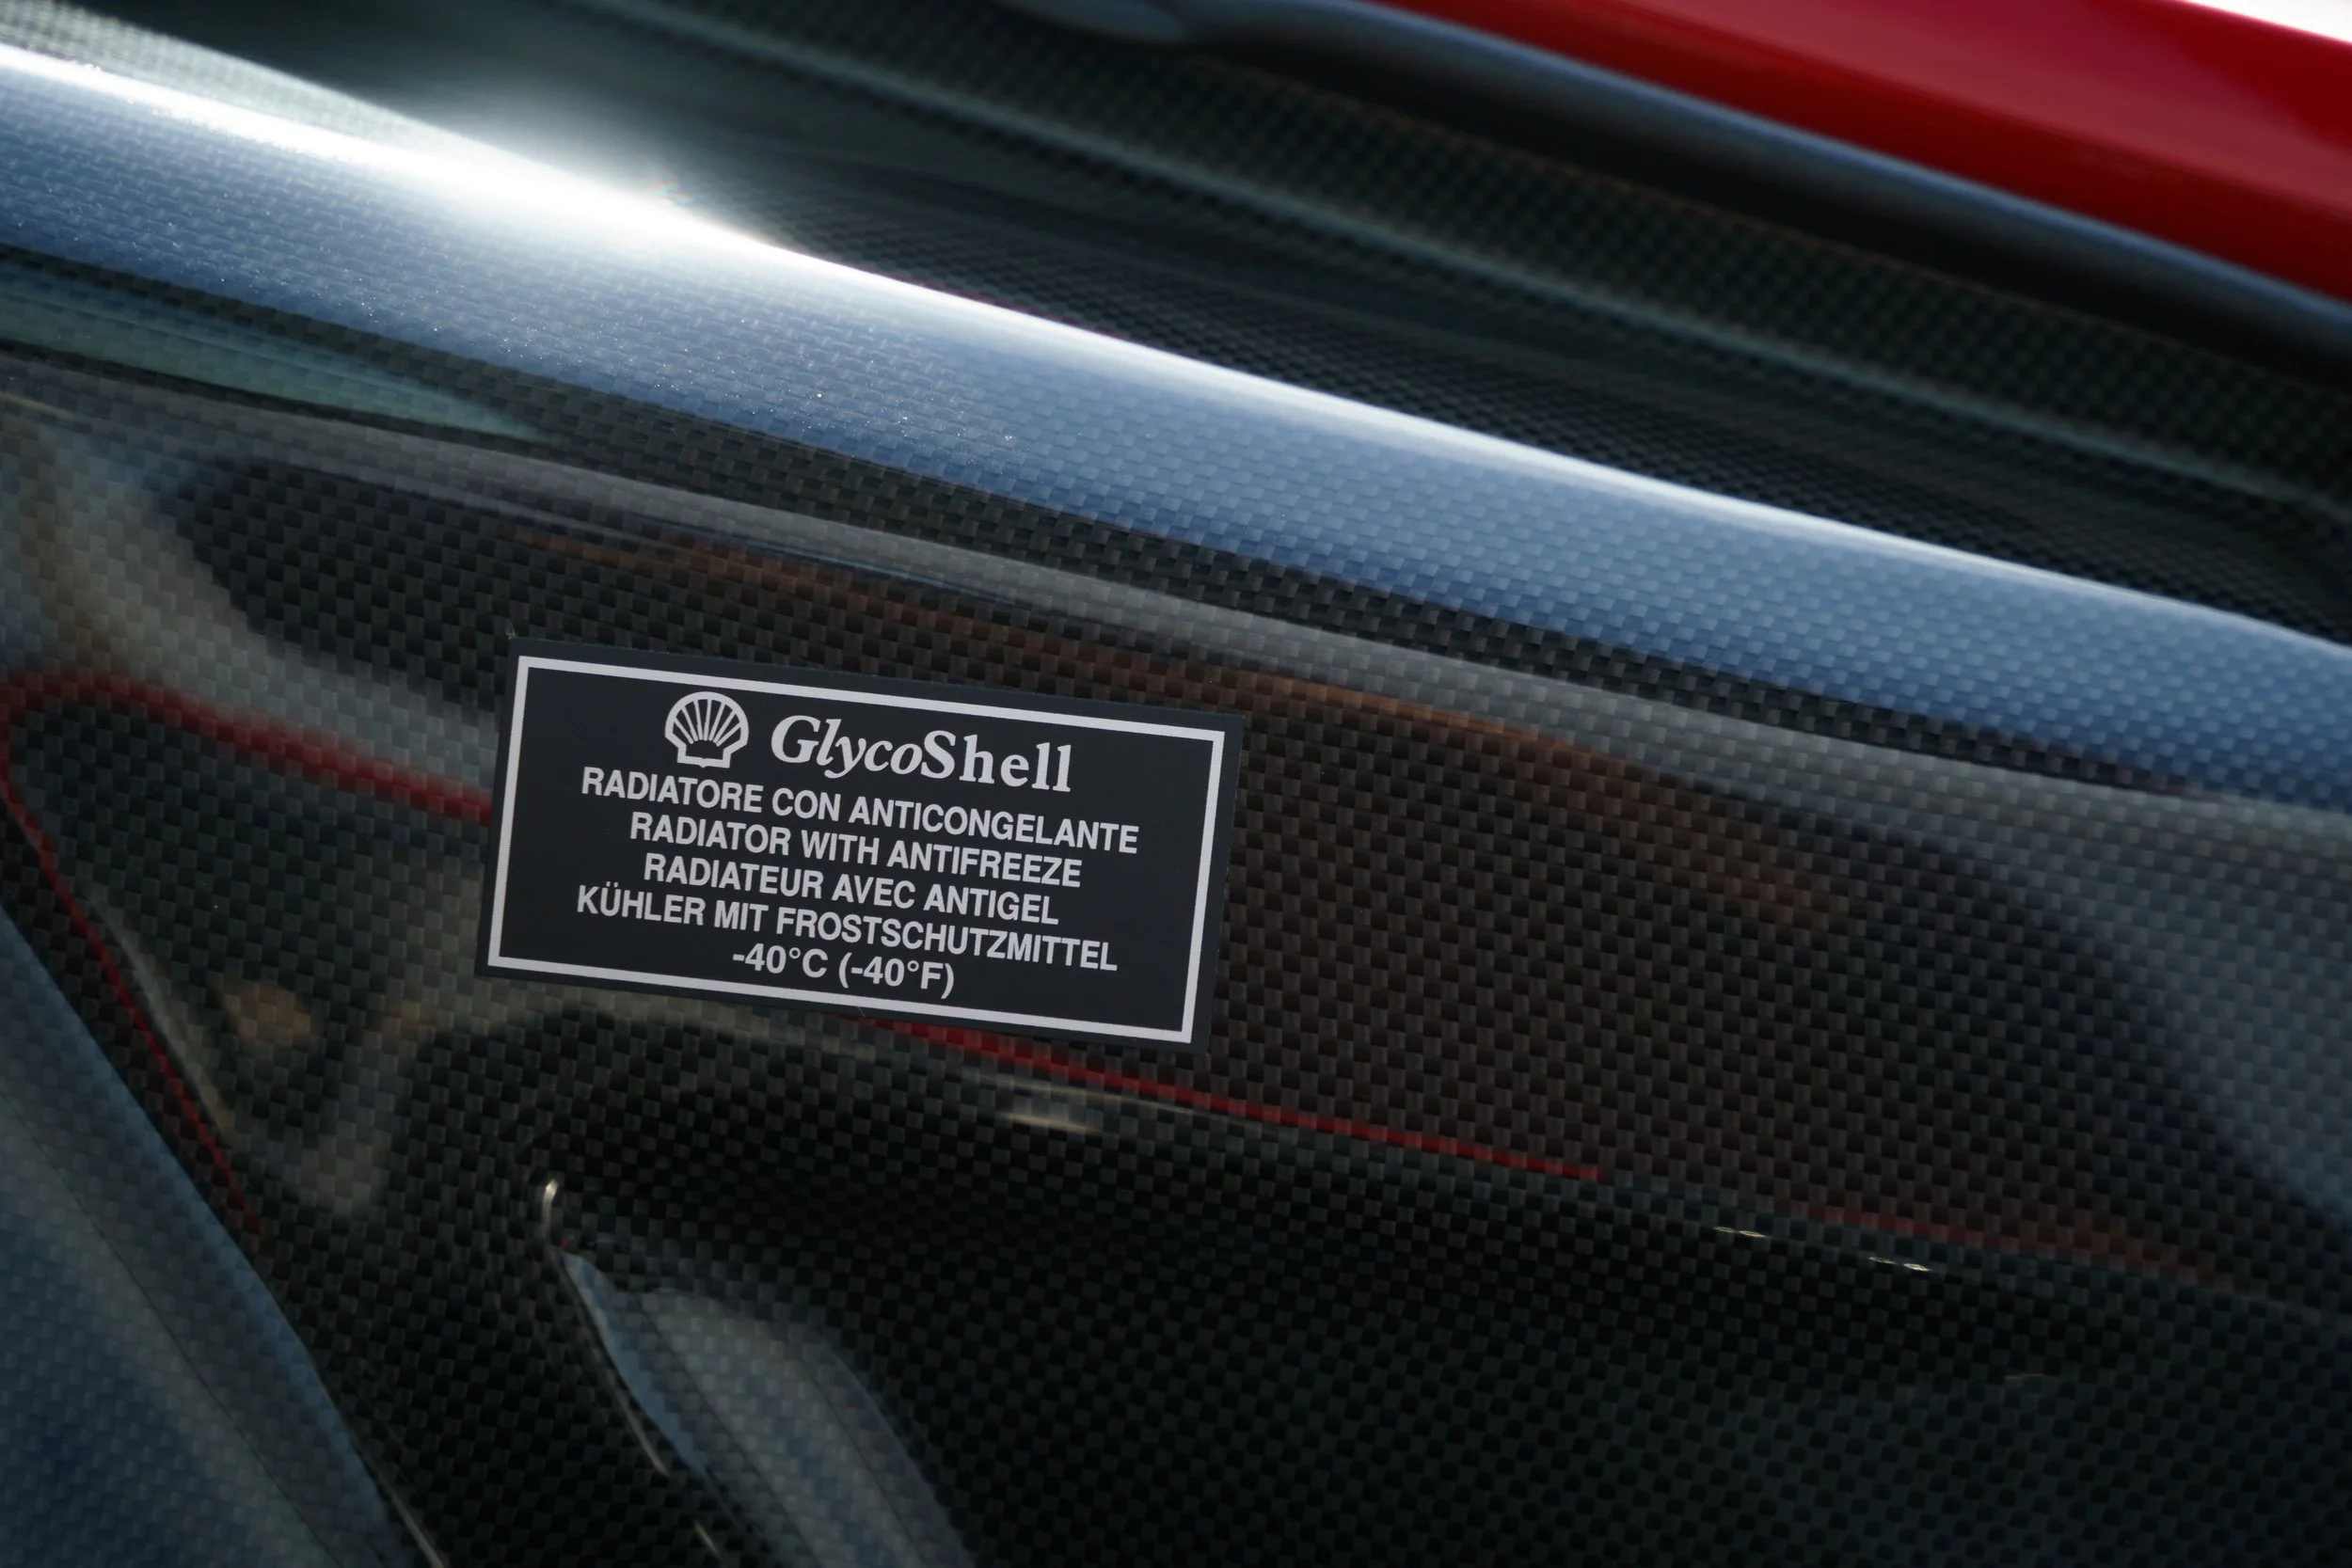 GlycoShell
RADIATORE CON ANTICONGELANTE
RADIATOR WITH ANTIFREEZE
RADIATEUR AVEC ANTIGEL
KÜHLER MIT FROSTSCHUTZMITTEL
-40°C (-40°F)